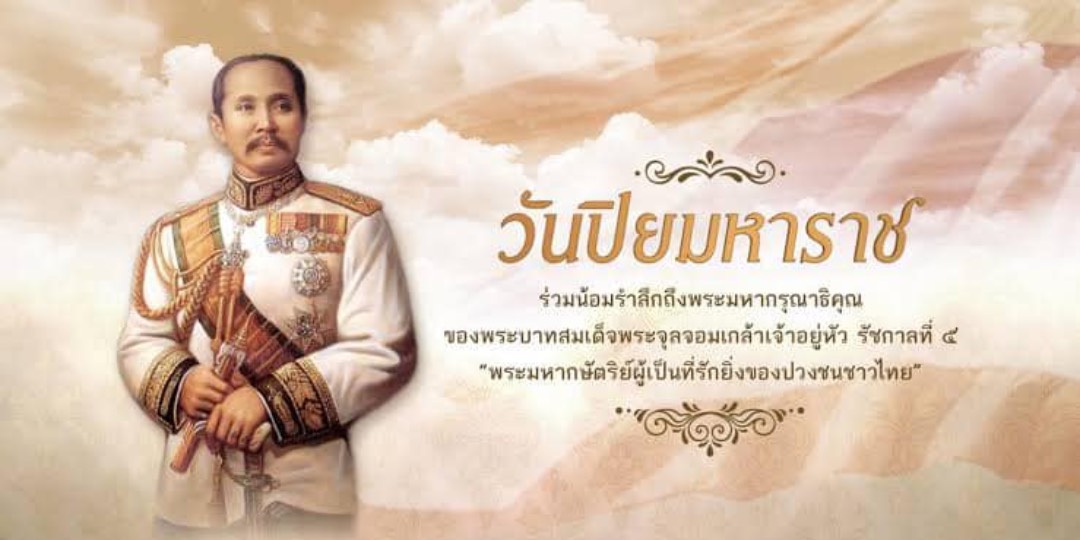 วันปิยมหาราช
ร่วมน้อมรำลึกถึงพระมหากรุณาธิคุณ
ของพระบาทสมเด็จพระจุลจอมเกล้าเจ้าอยู่หัว รัชกาลที่ ๕
“พระมหากษัตริย์ผู้เป็นที่รักยิ่งของปวงชนชาวไทย”